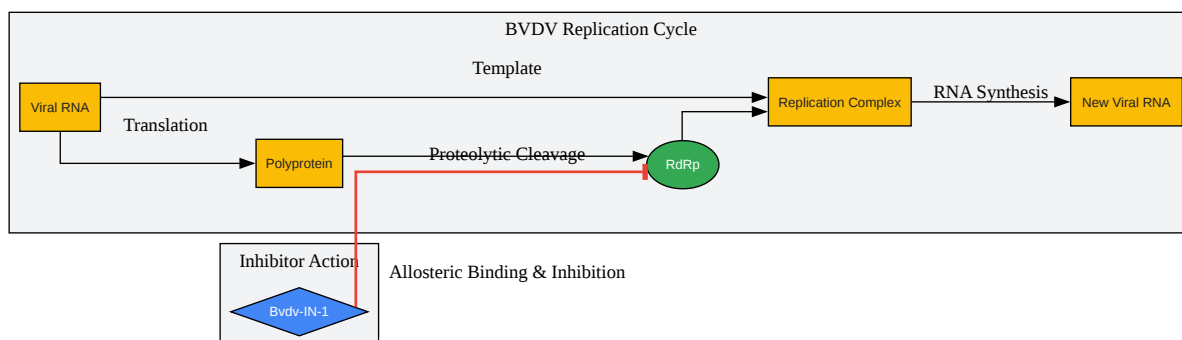 BVDV Replication Cycle
Template
Viral RNA
Replication Complex
RNA Synthesis
New Viral RNA
Translation
Polyprotein
Proteolytic Cleavage
RdRp
Inhibitor Action
Allosteric Binding & Inhibition
Bvdv-IN-1